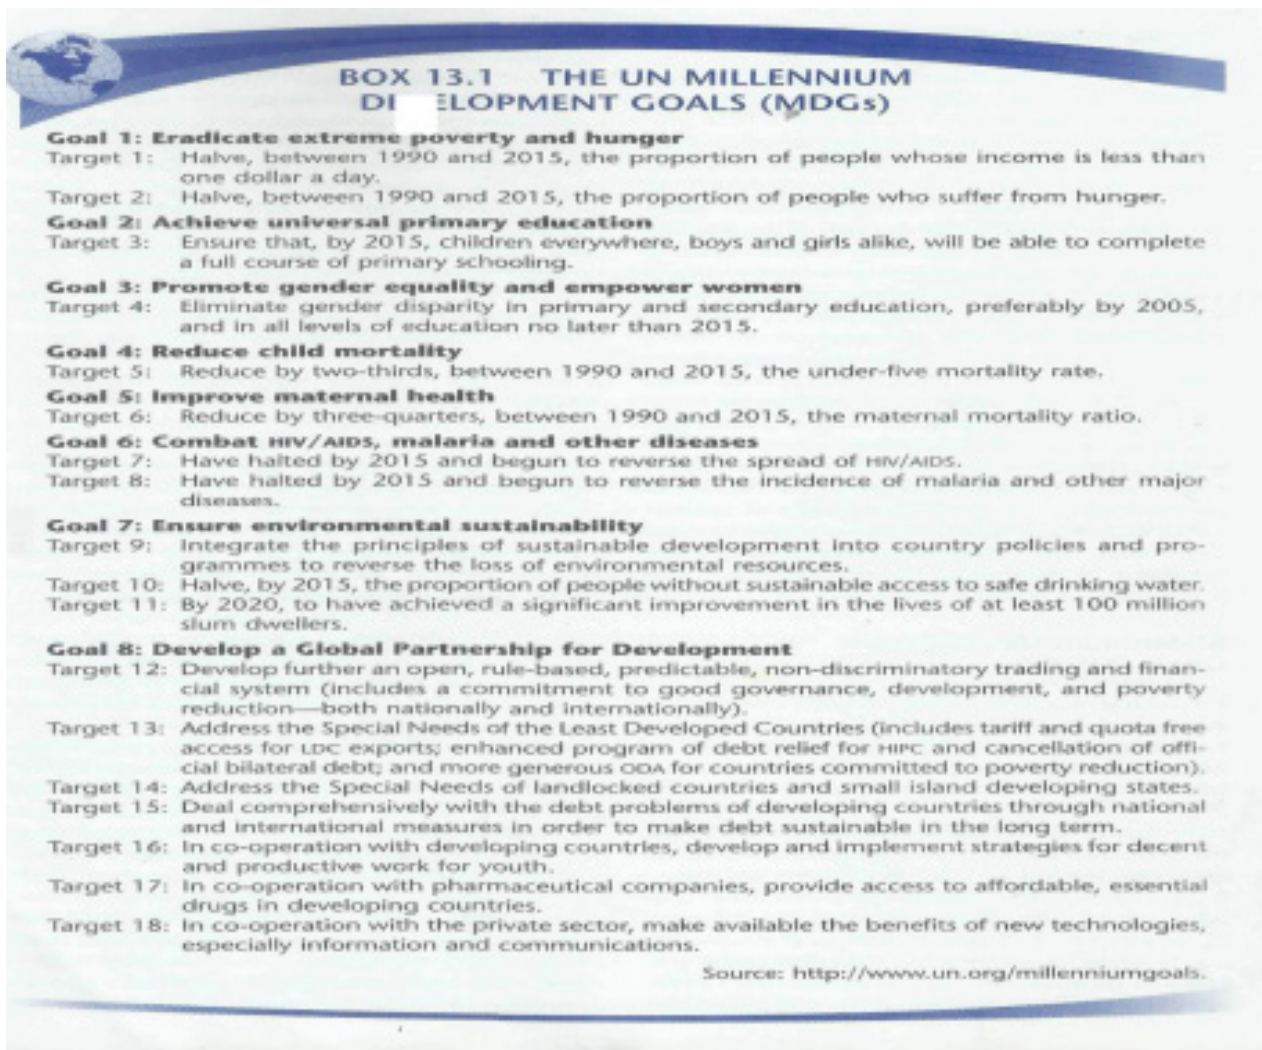 BOX 13.1 THE UN MILLENNIUM
DE ELOPMENT GOALS (MDGs)
Goal 1: Eradicate extreme poverty and hunger
Target 1: Halve, between 1990 and 2015, the proportion of people whose income is less than
one dollar a day.
Target 2: Halve, between 1990 and 2015, the proportion of people who suffer from hunger.
Goal 2: Achieve universal primary education
Target 3: Ensure that, by 2015, children everywhere, boys and girls alike, will be able to complete
a full course of primary schooling.
Goal 3: Promote gender equality and empower women
Target 4: Eliminate gender disparity in primary and secondary education, preferably by 2005,
and in all levels of education no later than 2015.
Goal 4: Reduce child mortality
Target 5: Reduce by two-thirds, between 1990 and 2015, the under-five mortality rate.
Goal 5: Improve maternal health
Target 6: Reduce by three-quarters, between 1990 and 2015, the maternal mortality ratio.
Goal 6: Combat HIV/AIDS, malaria and other diseases
Target 7: Have halted by 2015 and begun to reverse the spread of HIV/AIDS.
Target 8: Have halted by 2015 and begun to reverse the incidence of malaria and other major
diseases.
Goal 7: Ensure environmental sustainability
Target 9: Integrate the principles of sustainable development into country policies and pro-
grammes to reverse the loss of environmental resources.
Target 10: Halve, by 2015, the proportion of people without sustainable access to safe drinking water.
Target 11: By 2020, to have achieved a significant improvement in the lives of at least 100 million
slum dwellers.
Goal 8: Develop a Global Partnership for Development
Target 12: Develop further an open, rule-based, predictable, non-discriminatory trading and finan-
cial system (includes a commitment to good governance, development, and poverty
reduction—both nationally and internationally).
Target 13: Address the Special Needs of the Least Developed Countries (includes tariff and quota free
access for LDC exports; enhanced program of debt relief for HIPC and cancellation of offi-
cial bilateral debt; and more generous ODA for countries committed to poverty reduction).
Target 14: Address the Special Needs of landlocked countries and small island developing states.
Target 15: Deal comprehensively with the debt problems of developing countries through national
and international measures in order to make debt sustainable in the long term.
Target 16: In co-operation with developing countries, develop and implement strategies for decent
and productive work for youth.
Target 17: In co-operation with pharmaceutical companies, provide access to affordable, essential
drugs in developing countries.
Target 18: In co-operation with the private sector, make available the benefits of new technologies,
especially information and communications.
Source: http://www.un.org/millenniumgoals.